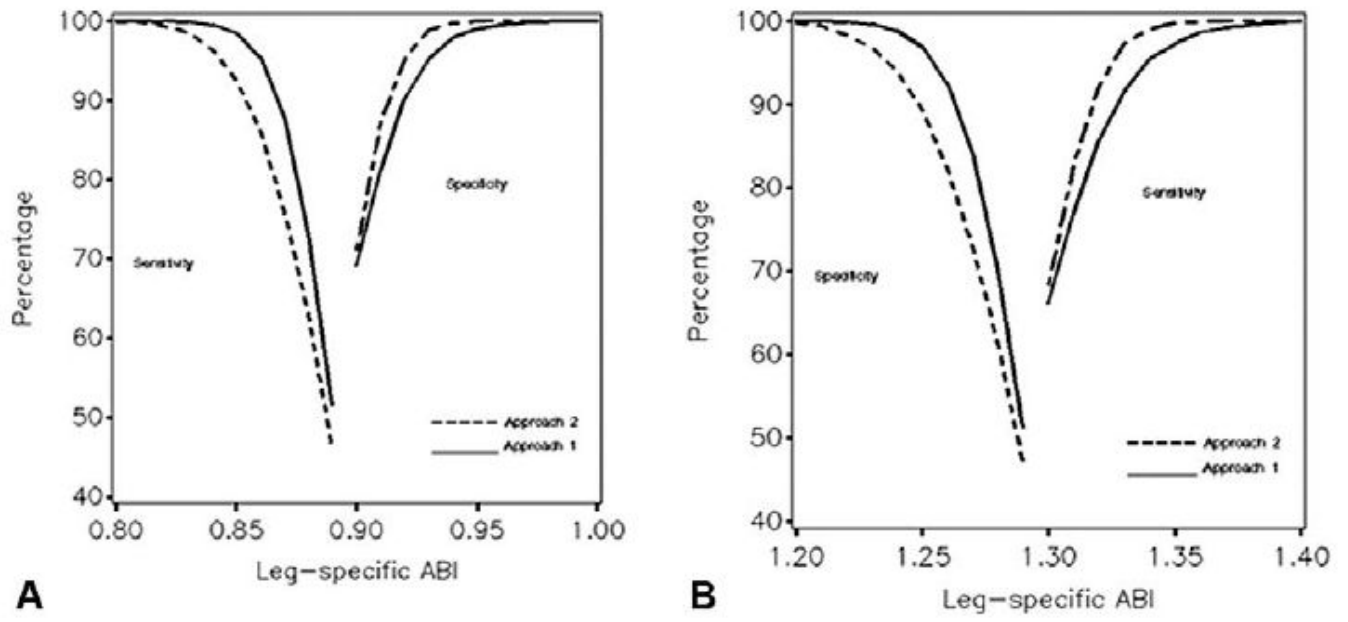 100
90
80
70
60
50
40
Percentage
Specificity
Sensitivity
Approach 2
Approach 1
0.80 0.85 0.90 0.95 1.00
Leg-specific ABI
A
100
90
80
70
60
50
40
Percentage
Sensitivity
Specificity
Approach 2
Approach 1
1.20 1.25 1.30 1.35 1.40
Leg-specific ABI
B